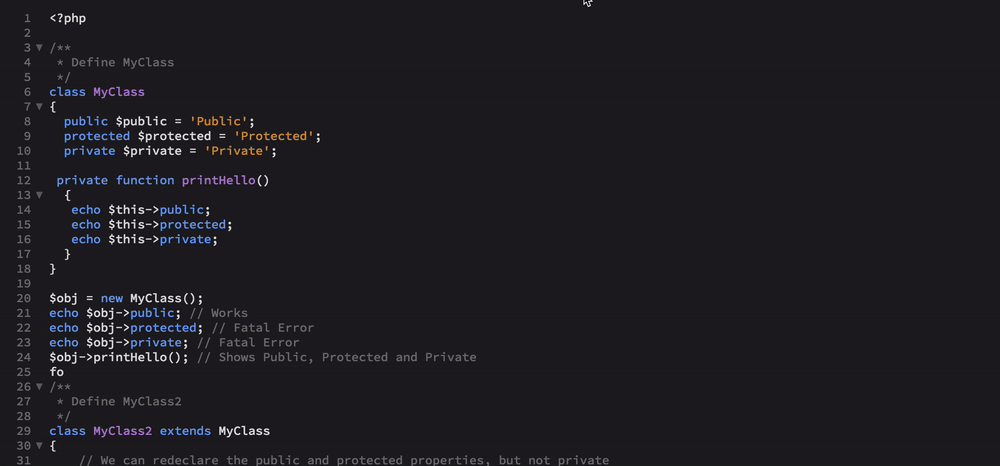 1 <?php
2
3 /**
4  * Define MyClass
5  */
6 class MyClass
7 {
8   public $public = 'Public';
9   protected $protected = 'Protected';
10   private $private = 'Private';
11
12  private function printHello()
13   {
14    echo $this->public;
15    echo $this->protected;
16    echo $this->private;
17   }
18 }
19
20 $obj = new MyClass();
21 echo $obj->public; // Works
22 echo $obj->protected; // Fatal Error
23 echo $obj->private; // Fatal Error
24 $obj->printHello(); // Shows Public, Protected and Private
25 fo
26 /**
27  * Define MyClass2
28  */
29 class MyClass2 extends MyClass
30 {
31     // We can redeclare the public and protected properties, but not private